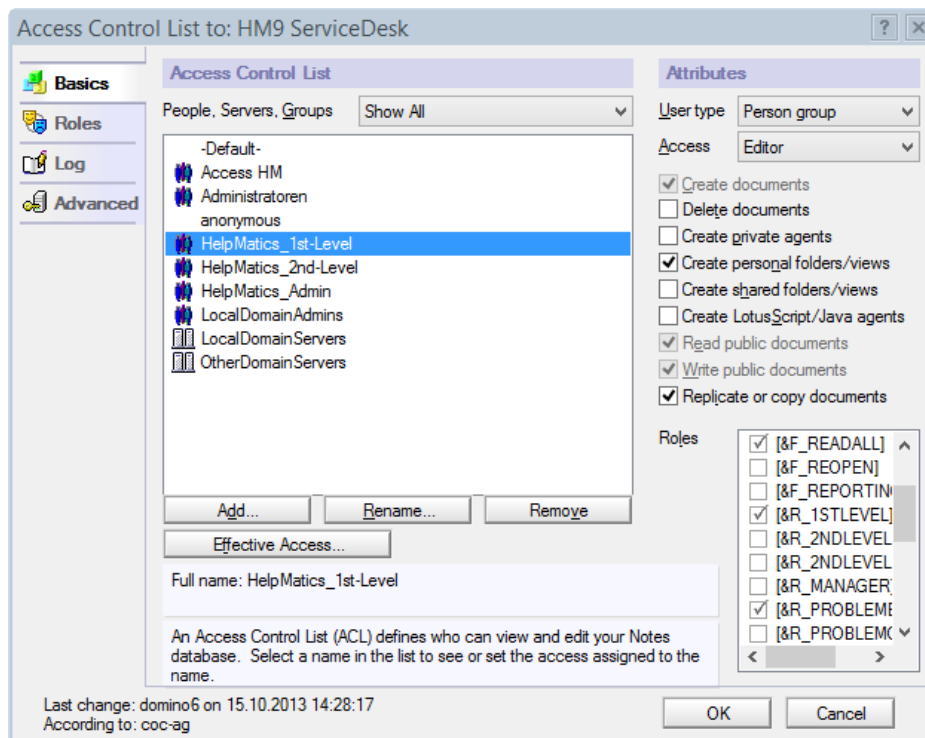 Access Control List to: HM9 ServiceDesk
Basics
Roles
Log
Advanced
Access Control List
People, Servers, Groups
Show All
-Default-
Access HM
Administratoren
anonymous
HelpMatics_1st-Level
HelpMatics_2nd-Level
HelpMatics_Admin
LocalDomainAdmins
LocalDomainServers
OtherDomainServers
Add...
Rename...
Remove
Effective Access...
Full name: HelpMatics_1st-Level
An Access Control List (ACL) defines who can view and edit your Notes
database. Select a name in the list to see or set the access assigned to the
name.
Attributes
User type
Person group
Access
Editor
Create documents
Delete documents
Create private agents
Create personal folders/views
Create shared folders/views
Create LotusScript/Java agents
Read public documents
Write public documents
Replicate or copy documents
Roles
[&F_READALL]
[&F_REOPEN]
[&F_REPORTIN
[&R_1STLEVEL]
[&R_2NDLEVEL
[&R_2NDLEVEL
[&R_MANAGER]
[&R_PROBLEME
[&R_PROBLEMC
Last change: domino6 on 15.10.2013 14:28:17
According to: coc-ag
OK
Cancel